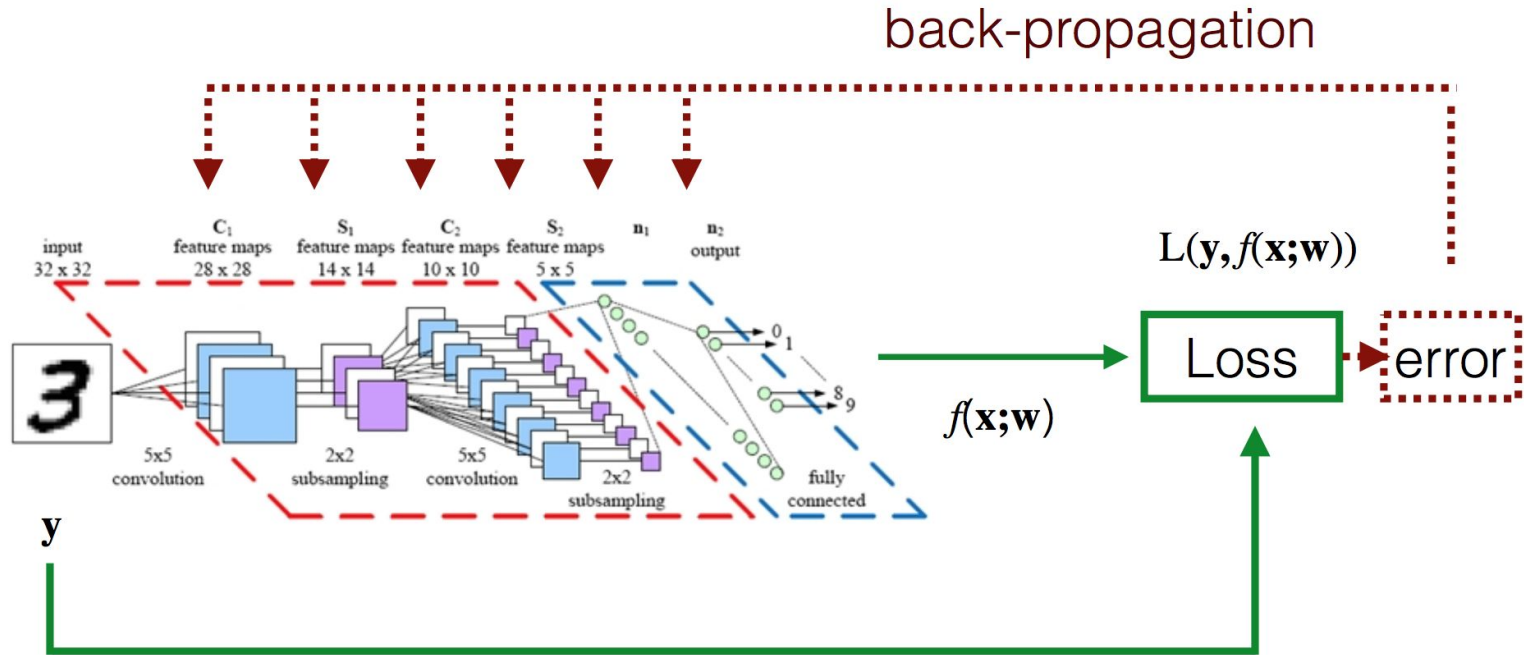 back-propagation
C₁
feature maps
28 x 28
S₁
feature maps
14 x 14
C₂
feature maps
10 x 10
S₂
feature maps
5 x 5
n₁
n₂
output
input
32 x 32
L(y, f(x;w))
3
0
1
8
9
Loss
error
f(x;w)
5x5
convolution
2x2
subsampling
5x5
convolution
2x2
subsampling
fully
connected
y